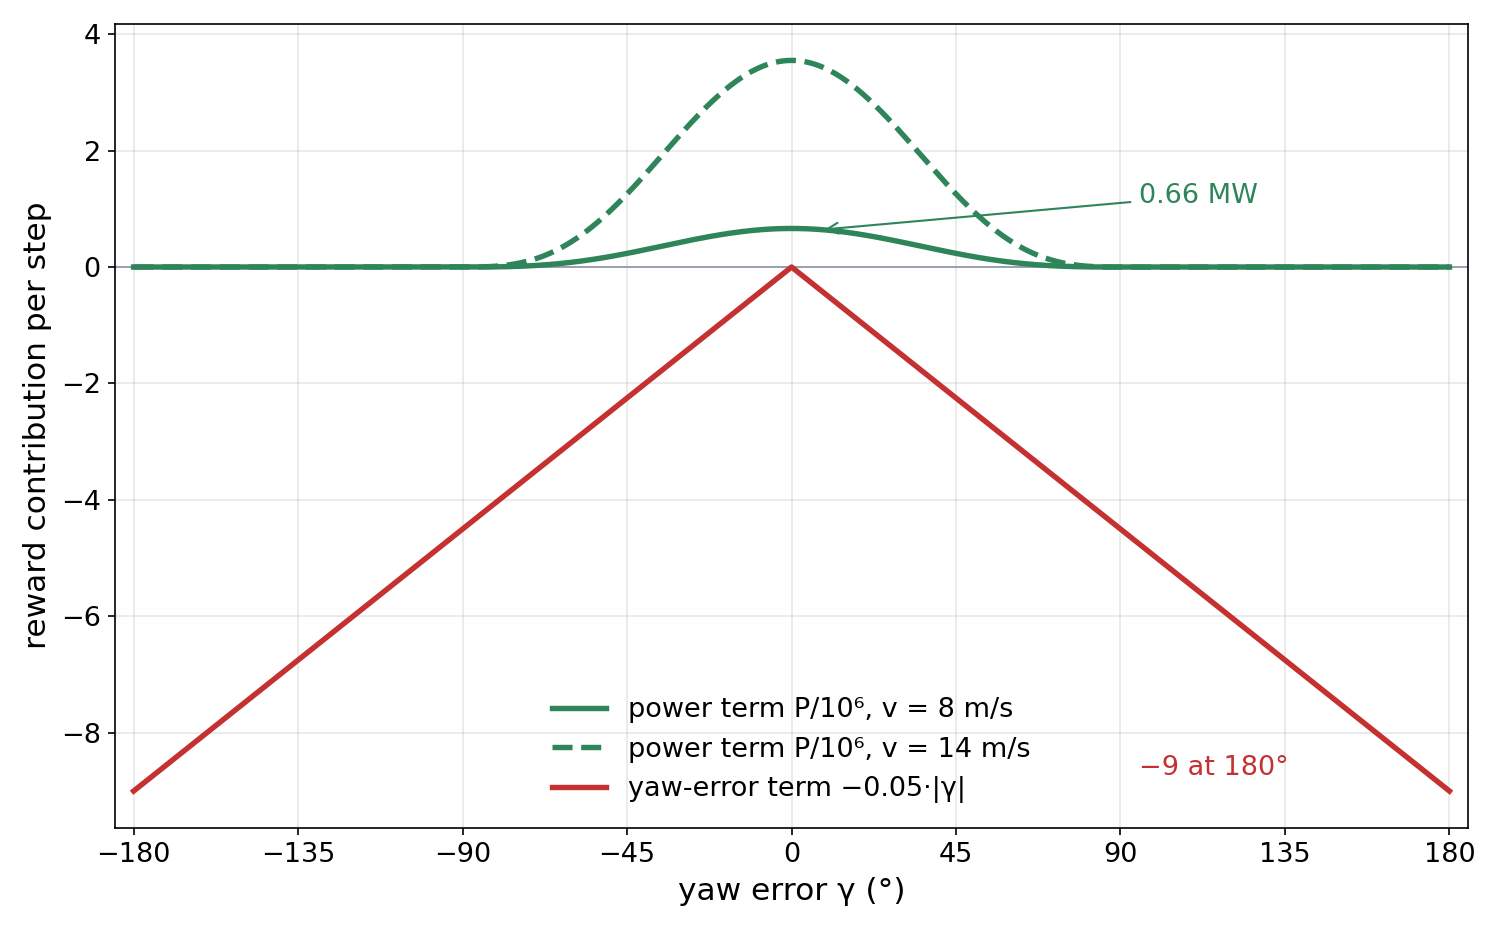 reward contribution per step
4
2
0
−2
−4
−6
−8
0.66 MW
power term P/10⁶, v = 8 m/s
power term P/10⁶, v = 14 m/s
yaw-error term −0.05·|γ|
−9 at 180°
−180
−135
−90
−45
0
45
90
135
180
yaw error γ (°)